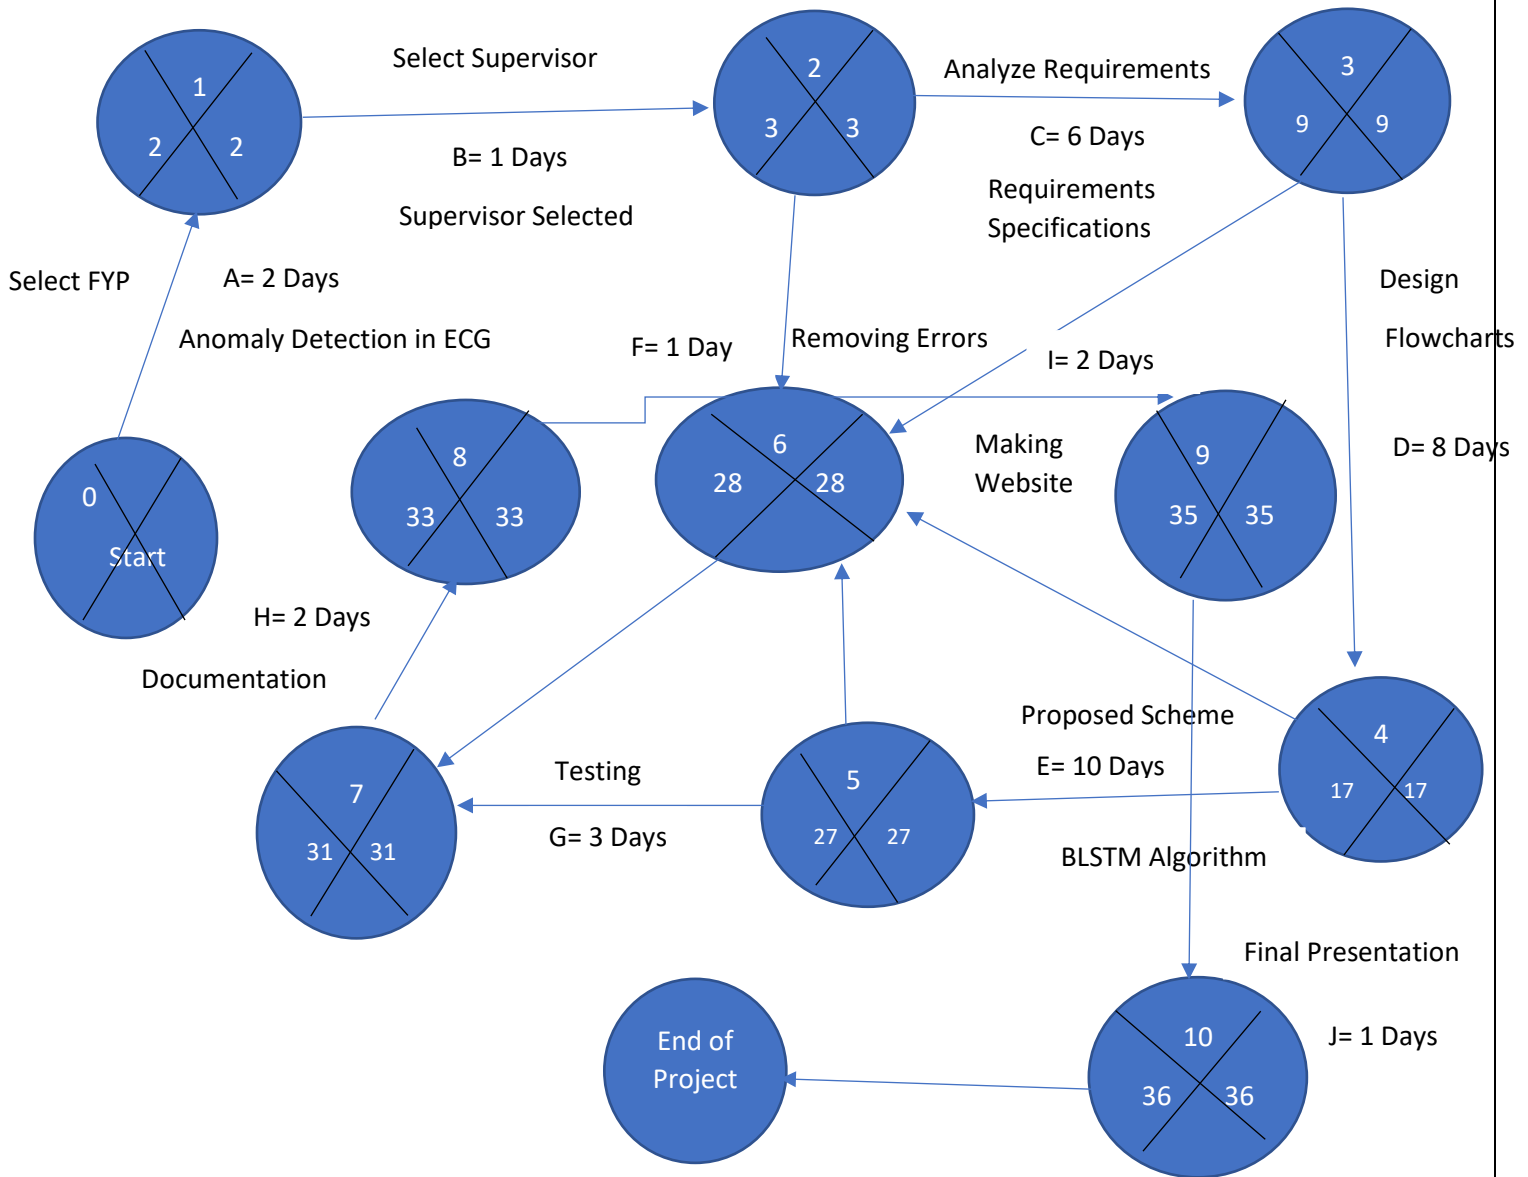 1
2
2
Select Supervisor
B= 1 Days
Supervisor Selected
2
3
3
Analyze Requirements
C= 6 Days
Requirements
Specifications
3
9
9
Select FYP
A= 2 Days
Anomaly Detection in ECG
F= 1 Day
Removing Errors
I= 2 Days
Design
Flowcharts
D= 8 Days
0
Start
8
33
33
6
28
28
Making
Website
9
35
35
H= 2 Days
Documentation
7
31
31
Testing
G= 3 Days
5
27
27
Proposed Scheme
E= 10 Days
BLSTM Algorithm
4
17
17
Final Presentation
J= 1 Days
10
36
36
End of
Project